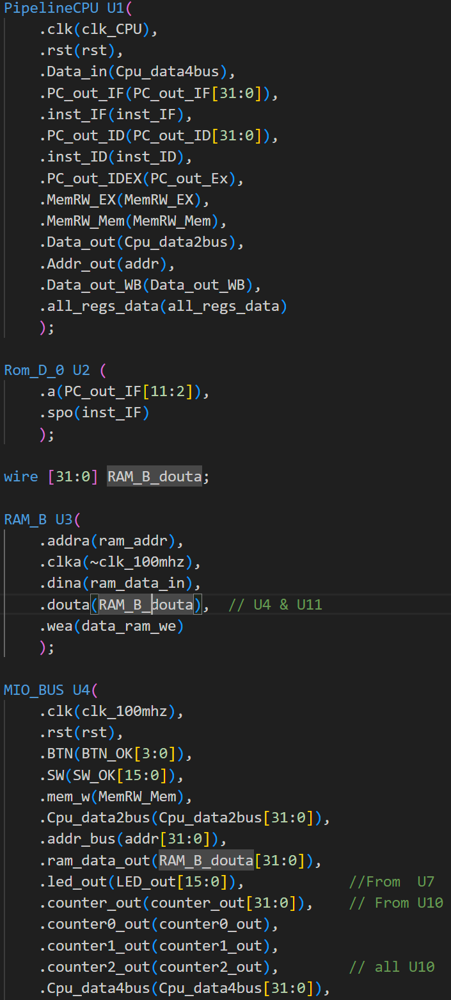 PipelineCPU U1(
    .clk(clk_CPU),
    .rst(rst),
    .Data_in(Cpu_data4bus),
    .PC_out_IF(PC_out_IF[31:0]),
    .inst_IF(inst_IF),
    .PC_out_ID(PC_out_ID[31:0]),
    .inst_ID(inst_ID),
    .PC_out_IDEX(PC_out_Ex),
    .MemRW_EX(MemRW_EX),
    .MemRW_Mem(MemRW_Mem),
    .Data_out(Cpu_data2bus),
    .Addr_out(addr),
    .Data_out_WB(Data_out_WB),
    .all_regs_data(all_regs_data)
    );
Rom_D_0 U2 (
    .a(PC_out_IF[11:2]),
    .spo(inst_IF)
    );
wire [31:0] RAM_B_douta;
RAM_B U3(
    .addra(ram_addr),
    .clka(~clk_100mhz),
    .dina(ram_data_in),
    .douta(RAM_B_douta),  // U4 & U11
    .wea(data_ram_we)
    );
MIO_BUS U4(
    .clk(clk_100mhz),
    .rst(rst),
    .BTN(BTN_OK[3:0]),
    .SW(SW_OK[15:0]),
    .mem_w(MemRW_Mem),
    .Cpu_data2bus(Cpu_data2bus[31:0]),
    .addr_bus(addr[31:0]),
    .ram_data_out(RAM_B_douta[31:0]),
    .led_out(LED_out[15:0]),            //From  U7
    .counter_out(counter_out[31:0]),    // From U10
    .counter0_out(counter0_out),
    .counter1_out(counter1_out),
    .counter2_out(counter2_out),        // all U10
    .Cpu_data4bus(Cpu_data4bus[31:0]),